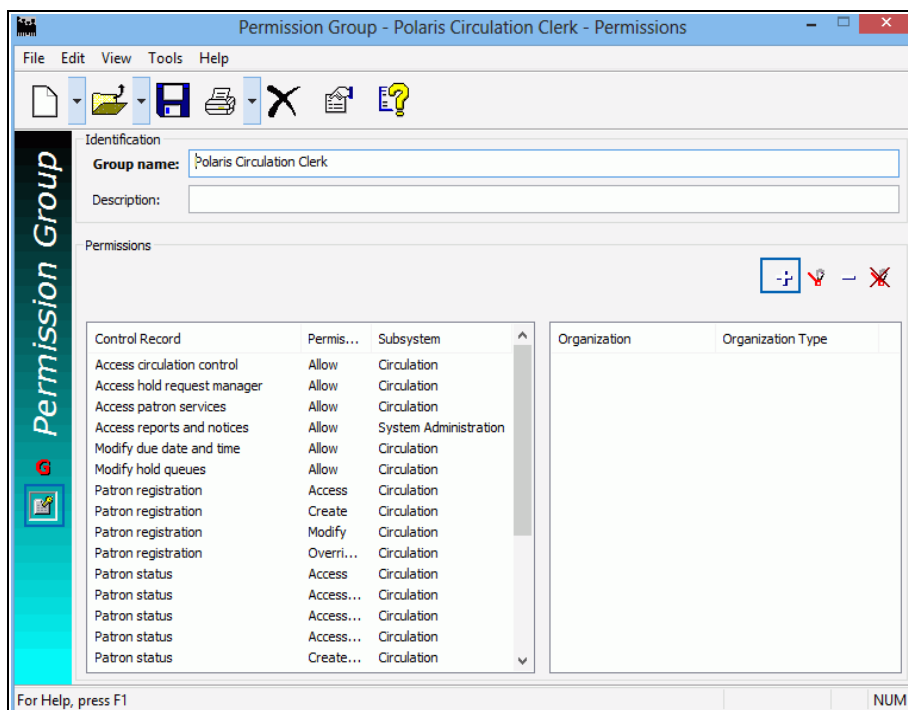 Permission Group - Polaris Circulation Clerk - Permissions
File Edit View Tools Help
Permission Group
G
Identification
Group name: Polaris Circulation Clerk
Description:
Permissions
Control Record Permis... Subsystem
Access circulation control Allow Circulation
Access hold request manager Allow Circulation
Access patron services Allow Circulation
Access reports and notices Allow System Administration
Modify due date and time Allow Circulation
Modify hold queues Allow Circulation
Patron registration Access Circulation
Patron registration Create Circulation
Patron registration Modify Circulation
Patron registration Overri... Circulation
Patron status Access Circulation
Patron status Access... Circulation
Patron status Access... Circulation
Patron status Access... Circulation
Patron status Create... Circulation
Organization Organization Type
For Help, press F1 NUM